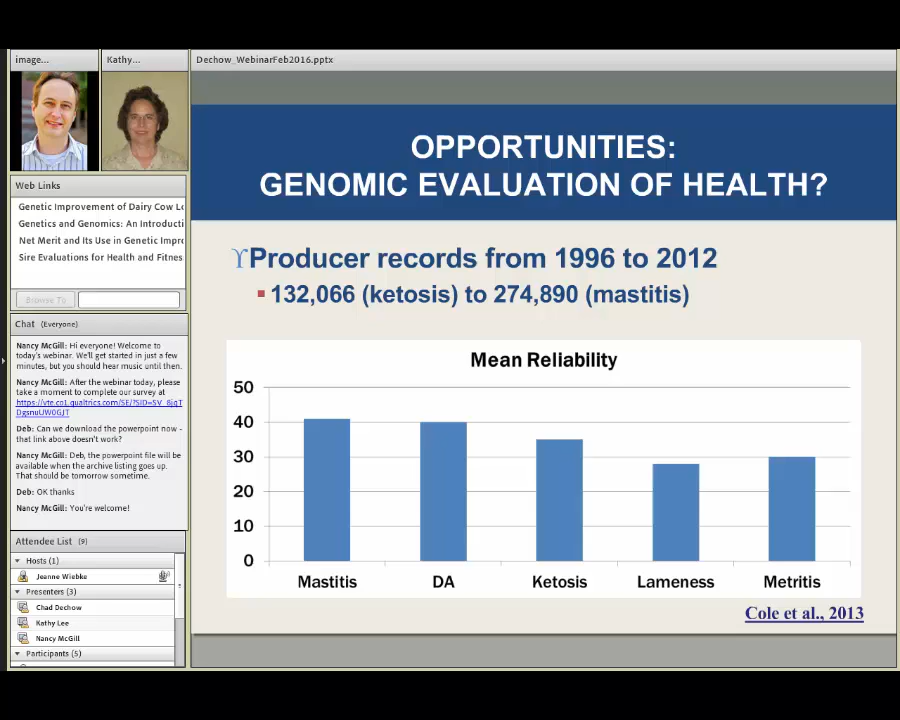 image...
Kathy...
Dechow_WebinarFeb2016.pptx
Web Links
Genetic Improvement of Dairy Cow Lo
Genetics and Genomics: An Introducti
Net Merit and Its Use in Genetic Impro
Sire Evaluations for Health and Fitnes
Browse To
Chat (Everyone)
Nancy McGill: Hi everyone! Welcome to
today's webinar. We'll get started in just a few
minutes, but you should hear music until then.
Nancy McGill: After the webinar today, please
take a moment to complete our survey at
Deb: Can we download the powerpoint now -
that link above doesn't work?
Nancy McGill: Deb, the powerpoint file will be
available when the archive listing goes up.
That should be tomorrow sometime.
Deb: OK thanks
Nancy McGill: You're welcome!
Attendee List (9)
Hosts (1)
Jeanne Wiebke
Presenters (3)
Chad Dechow
Kathy Lee
Nancy McGill
Participants (5)
OPPORTUNITIES:
GENOMIC EVALUATION OF HEALTH?
Producer records from 1996 to 2012
132,066 (ketosis) to 274,890 (mastitis)
Mean Reliability
50
40
30
20
10
0
Mastitis DA Ketosis Lameness Metritis
Cole et al., 2013